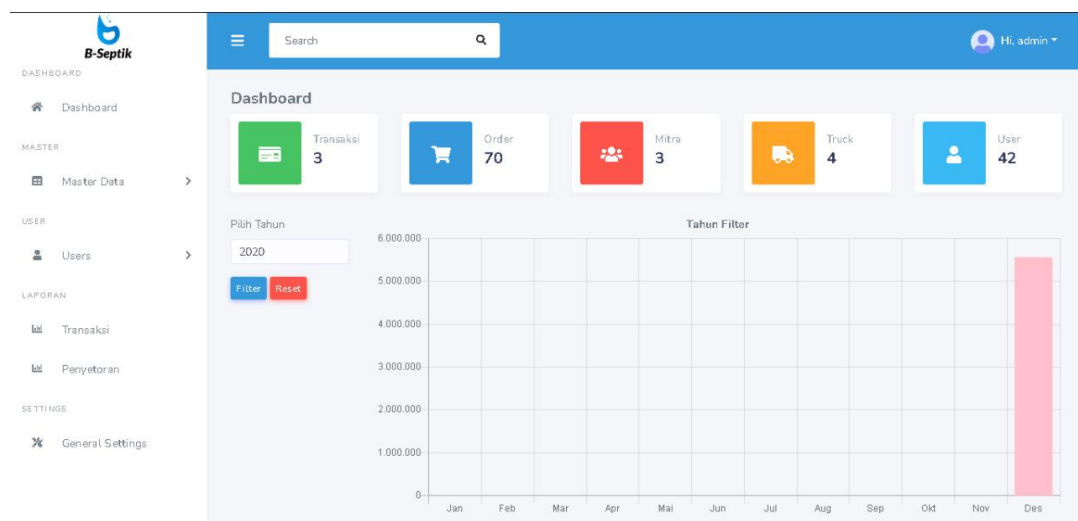 B-Septik
DASHBOARD
Dashboard
MASTER
Master Data
USER
Users
LAPORAN
Transaksi
Penyetoran
SETTINGS
General Settings
Search
Hi, admin
Dashboard
Transaksi
3
Order
70
Mitra
3
Truck
4
User
42
Pilih Tahun
2020
Filter Reset
Tahun Filter
6.000.000
5.000.000
4.000.000
3.000.000
2.000.000
1.000.000
0
Jan Feb Mar Apr Mai Jun Jul Aug Sep Okt Nov Des